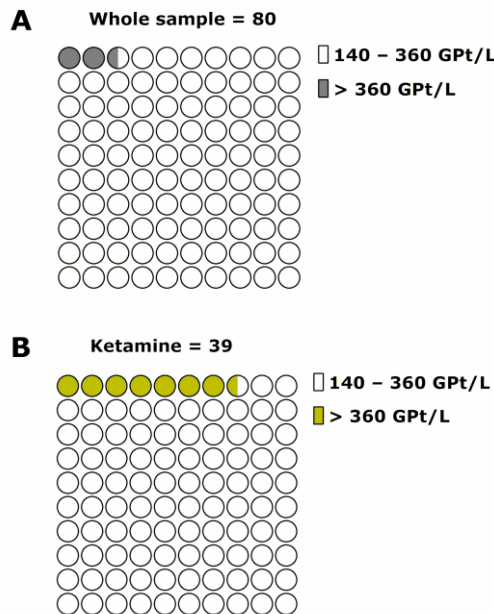 A
Whole sample = 80
140 – 360 GPt/L
> 360 GPt/L
B
Ketamine = 39
140 – 360 GPt/L
> 360 GPt/L